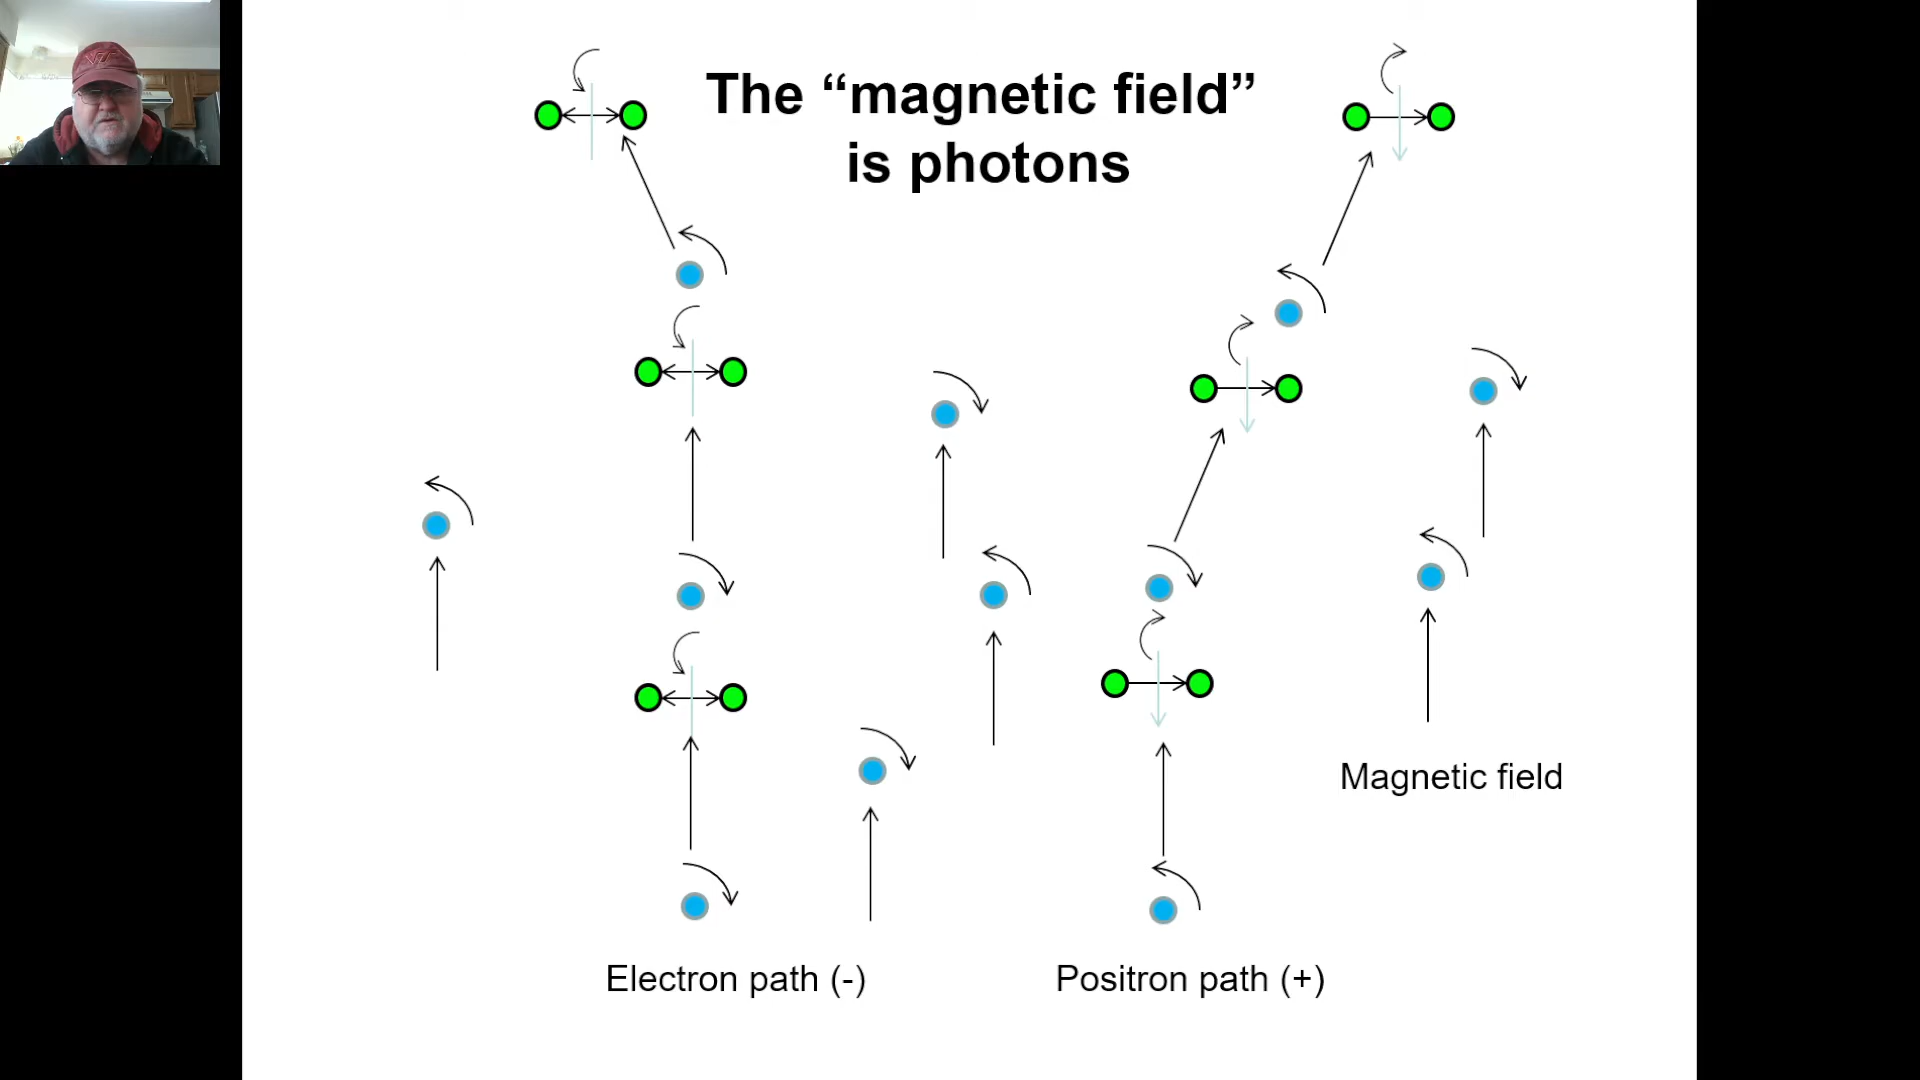 The “magnetic field”
is photons
Magnetic field
Electron path (-)
Positron path (+)